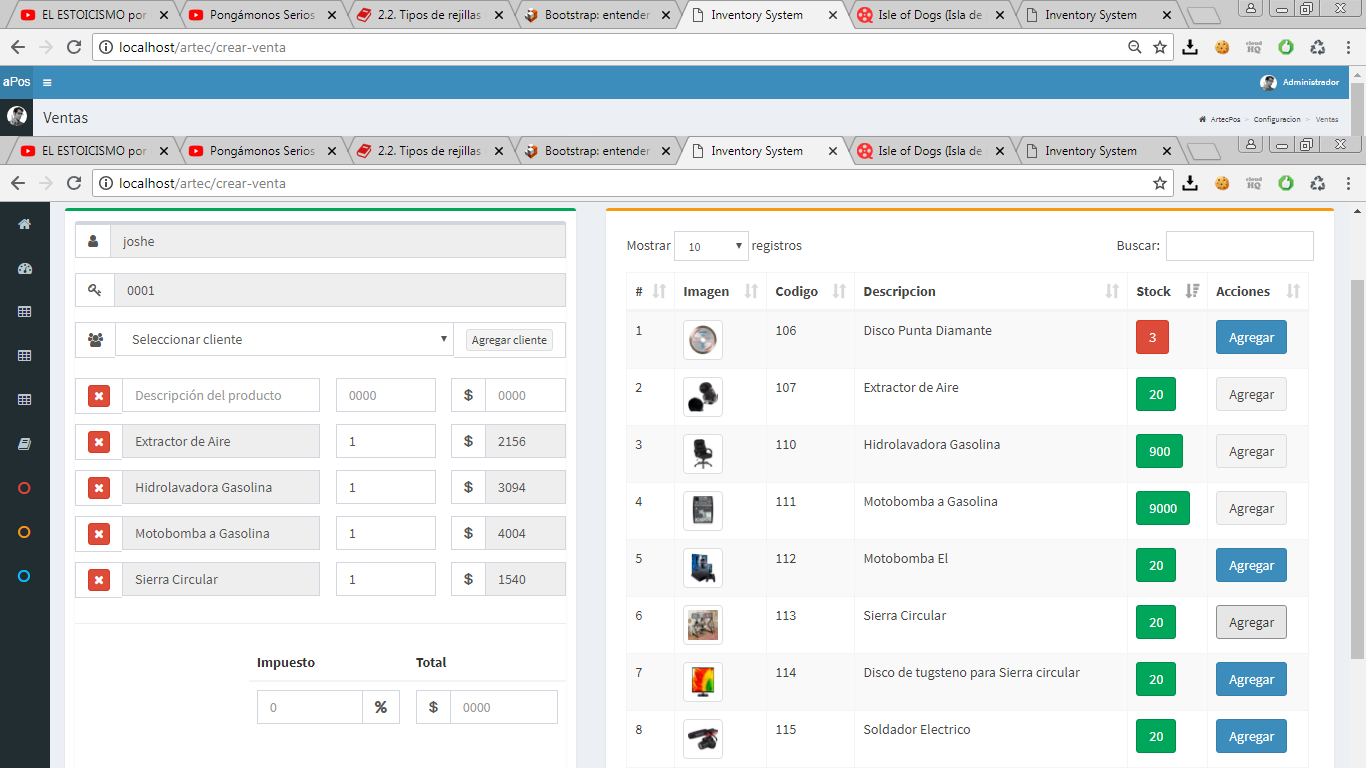 EL ESTOICISMO por
Pongámonos Serios
2.2. Tipos de rejillas
Bootstrap: entender
Inventory System
Isle of Dogs (Isla de
Inventory System
localhost/artec/crear-venta
cloud
HQ
aPos
Administrador
Ventas
ArtecPos > Configuracion > Ventas
EL ESTOICISMO por
Pongámonos Serios
2.2. Tipos de rejillas
Bootstrap: entender
Inventory System
Isle of Dogs (Isla de
Inventory System
localhost/artec/crear-venta
cloud
HQ
joshe
0001
Seleccionar cliente
Agregar cliente
Descripción del producto 0000 $ 0000
Extractor de Aire 1 $ 2156
Hidrolavadora Gasolina 1 $ 3094
Motobomba a Gasolina 1 $ 4004
Sierra Circular 1 $ 1540
Impuesto Total
0 % $ 0000
Mostrar 10 registros
Buscar:
# Imagen Codigo Descripcion Stock Acciones
1 106 Disco Punta Diamante 3 Agregar
2 107 Extractor de Aire 20 Agregar
3 110 Hidrolavadora Gasolina 900 Agregar
4 111 Motobomba a Gasolina 9000 Agregar
5 112 Motobomba El 20 Agregar
6 113 Sierra Circular 20 Agregar
7 114 Disco de tugsteno para Sierra circular 20 Agregar
8 115 Soldador Electrico 20 Agregar